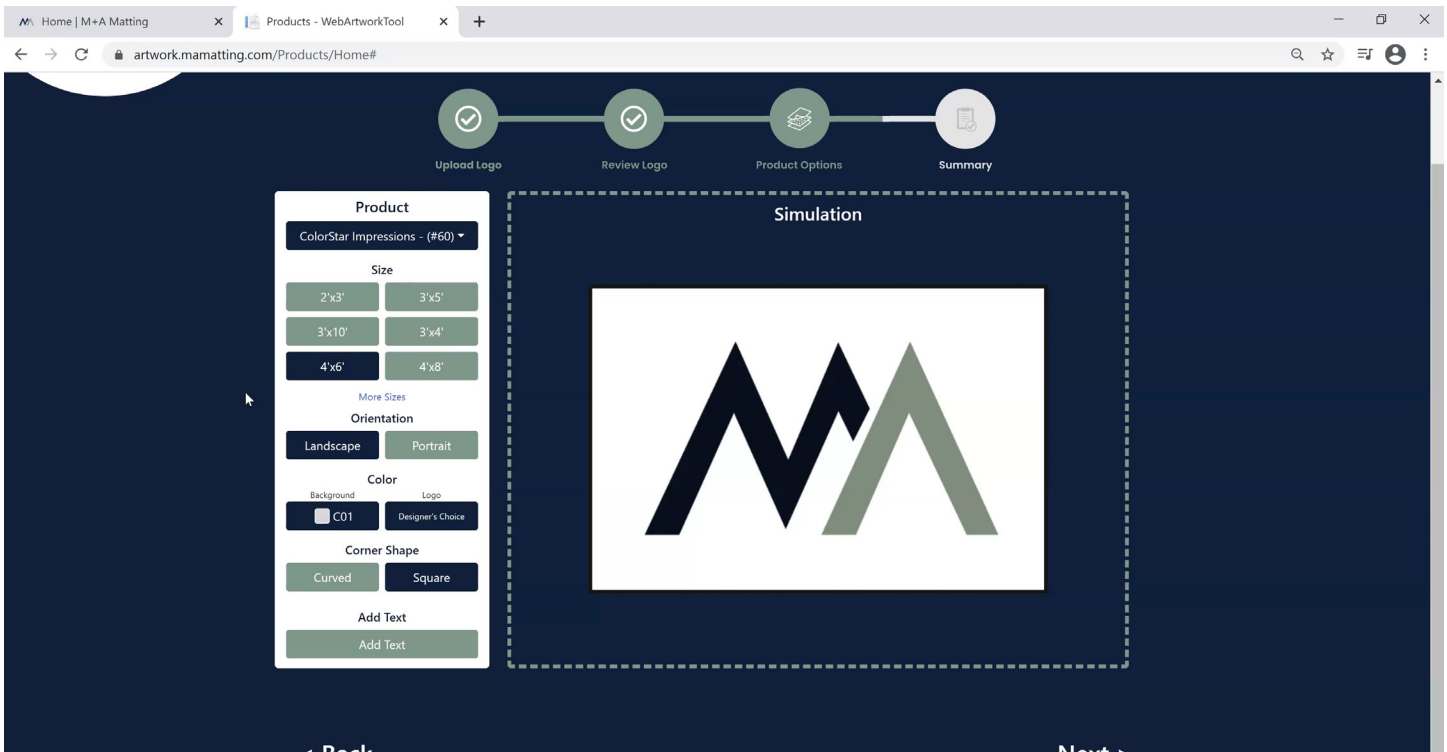 Home | M+A Matting
Products - WebArtworkTool
artwork.mamatting.com/Products/Home#
Upload Logo
Review Logo
Product Options
Summary
Product
ColorStar Impressions - (#60)
Size
2'x3'
3'x5'
3'x10'
3'x4'
4'x6'
4'x8'
More Sizes
Orientation
Landscape
Portrait
Color
Background
Logo
C01
Designer's Choice
Corner Shape
Curved
Square
Add Text
Add Text
Simulation
< Back
Next >